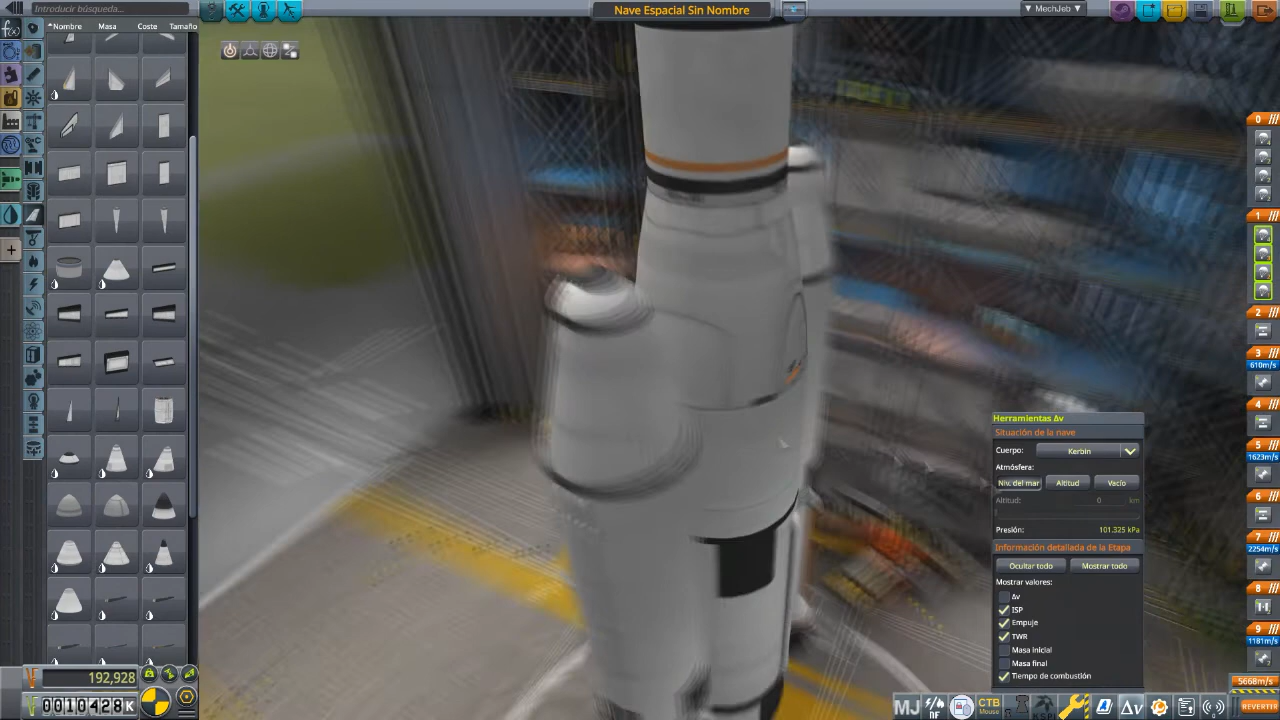 Introducir búsqueda...
Nave Espacial Sin Nombre
▼ MechJeb ▼
Nombre Masa Coste Tamaño
0
1
2
3
610m/s
4
5
1623m/s
6
7
2254m/s
8
9
1181m/s
5668m/s
REVERTIR
Herramientas Δv
Situación de la nave
Cuerpo: Kerbin
Atmósfera:
Niv. del mar Altitud Vacío
Altitud: 0 km
Presión: 101.325 kPa
Información detallada de la Etapa
Ocultar todo Mostrar todo
Mostrar valores:
Δv
ISP
Empuje
TWR
Masa inicial
Masa final
Tiempo de combustión
192,928
0010428K
MJ NF CTB Mouse Δv